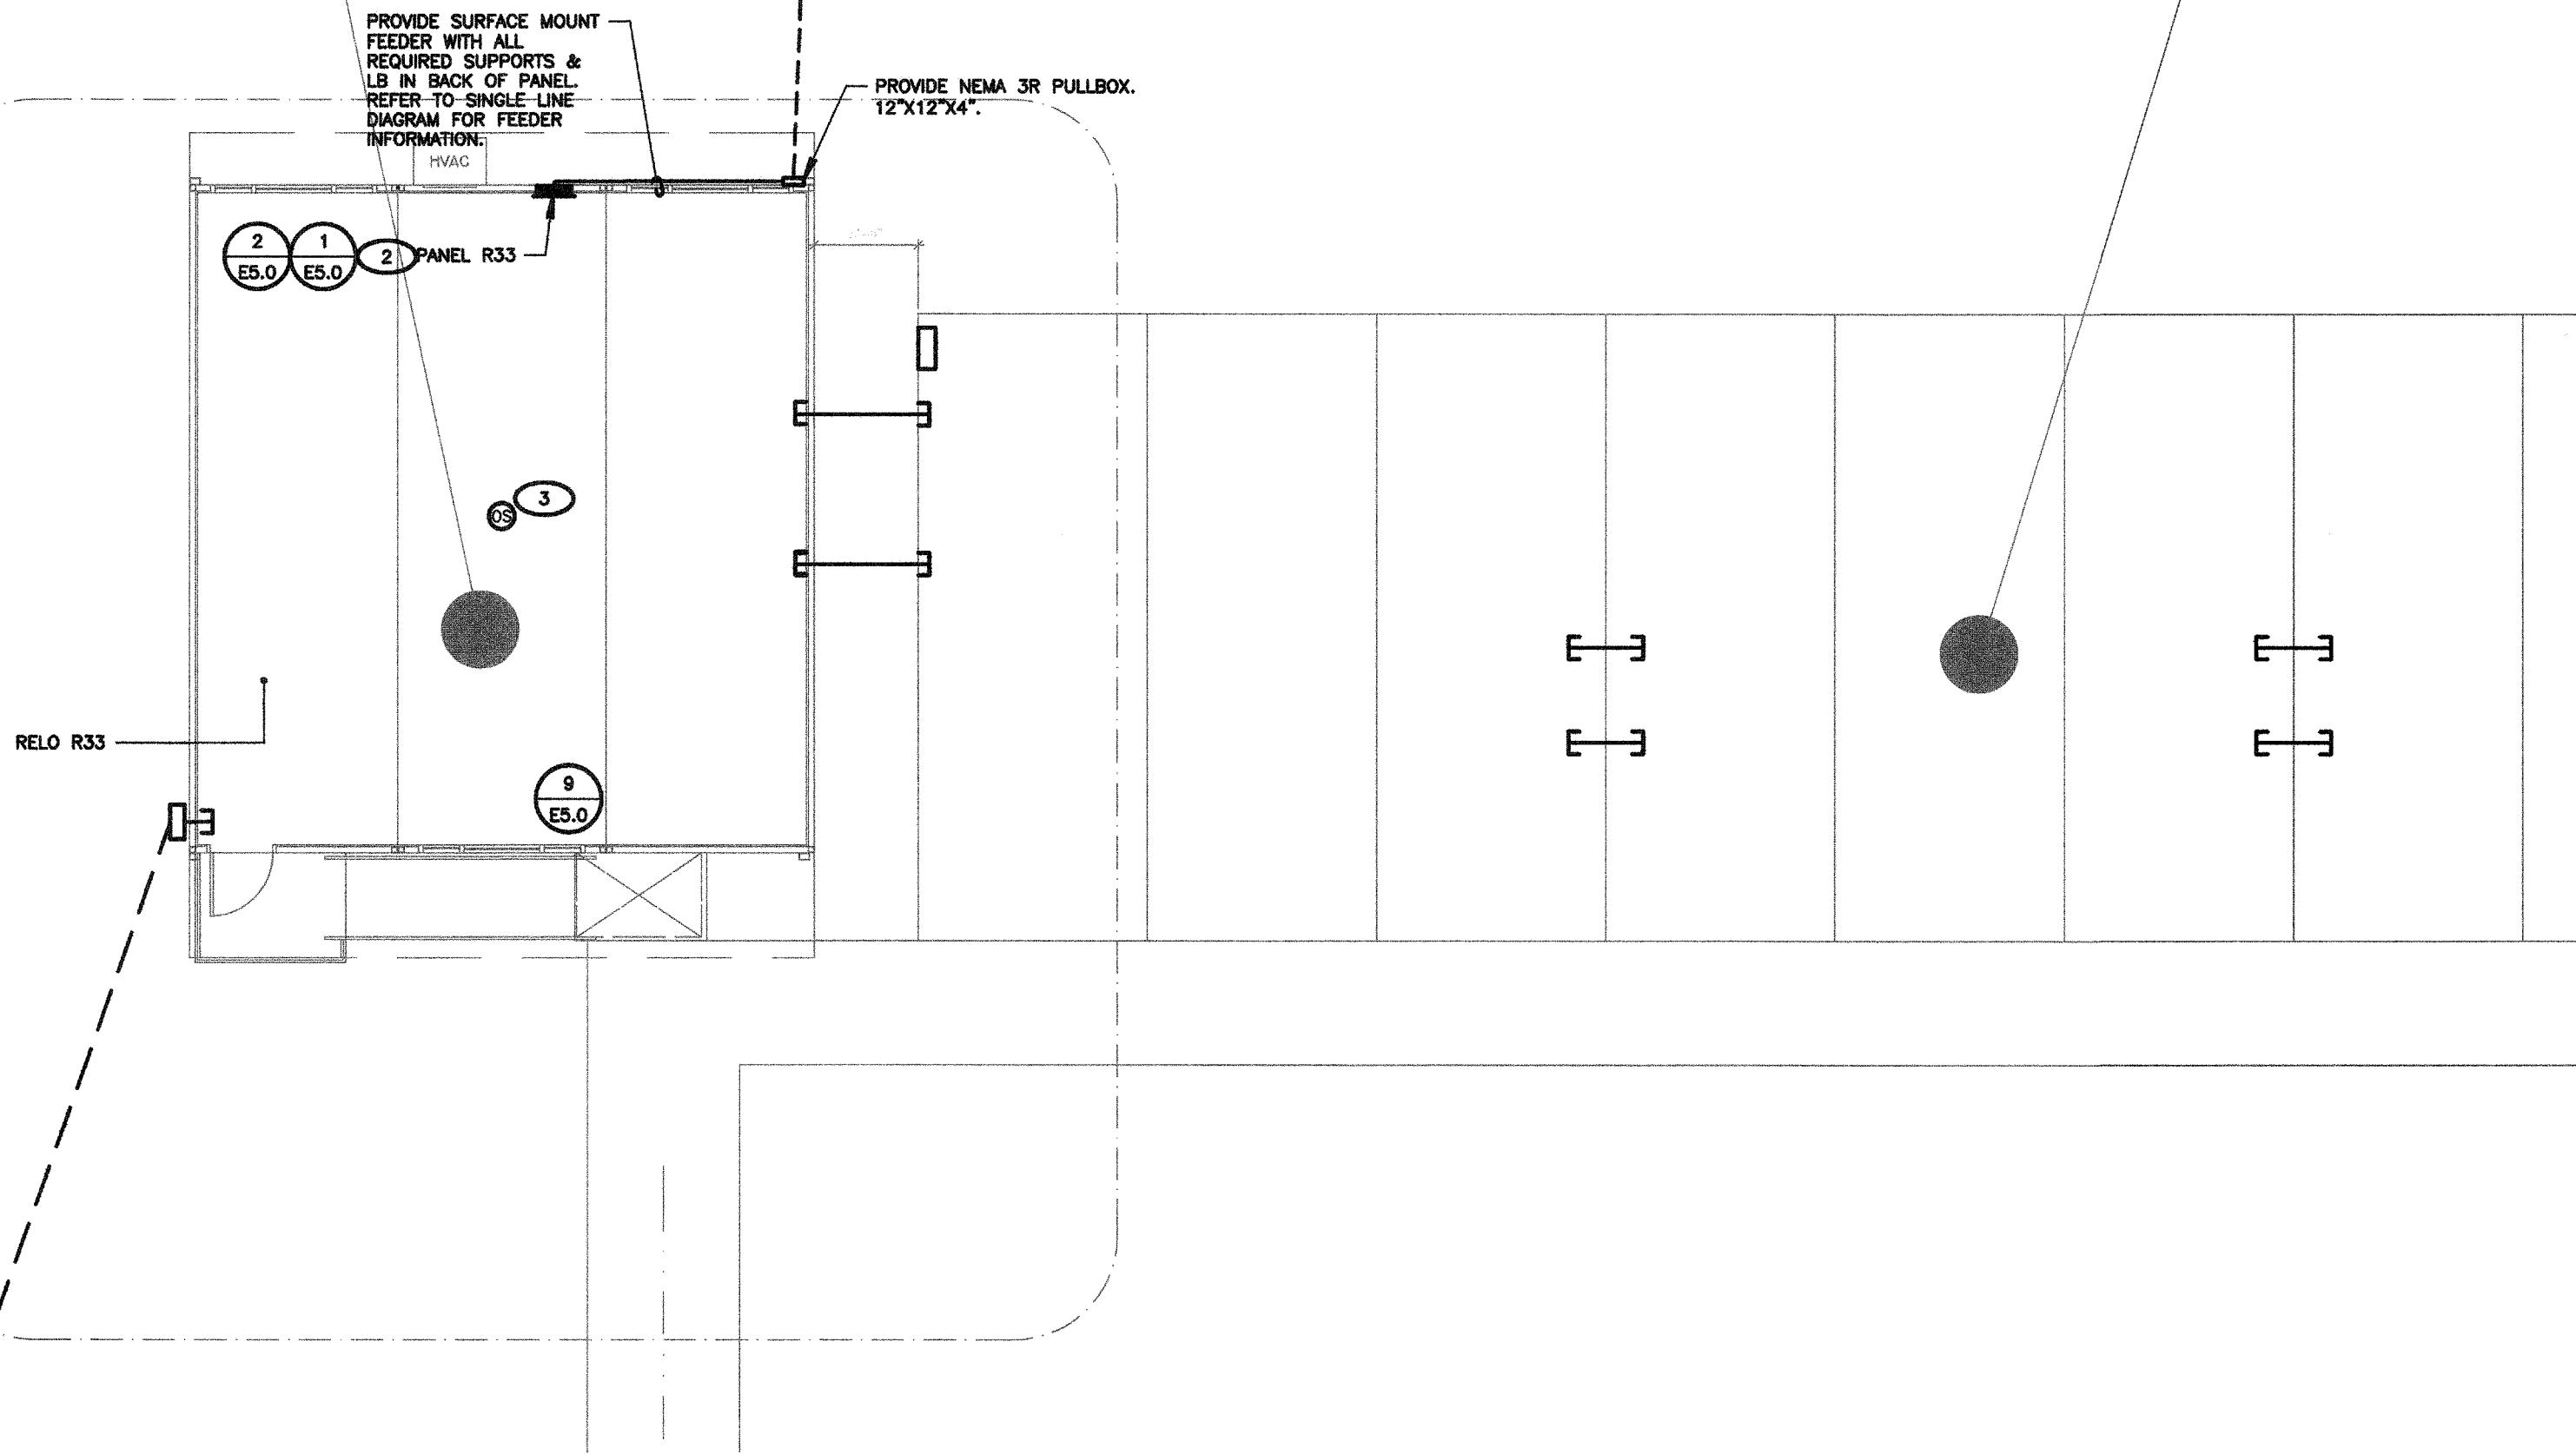 PROVIDE SURFACE MOUNT
FEEDER WITH ALL
REQUIRED SUPPORTS &
LB IN BACK OF PANEL.
REFER TO SINGLE LINE
DIAGRAM FOR FEEDER
INFORMATION.
PROVIDE NEMA 3R PULLBOX.
12"X12"X4".
HVAC
2
E5.0
1
E5.0
2
PANEL R33
3
OS
RELO R33
9
E5.0